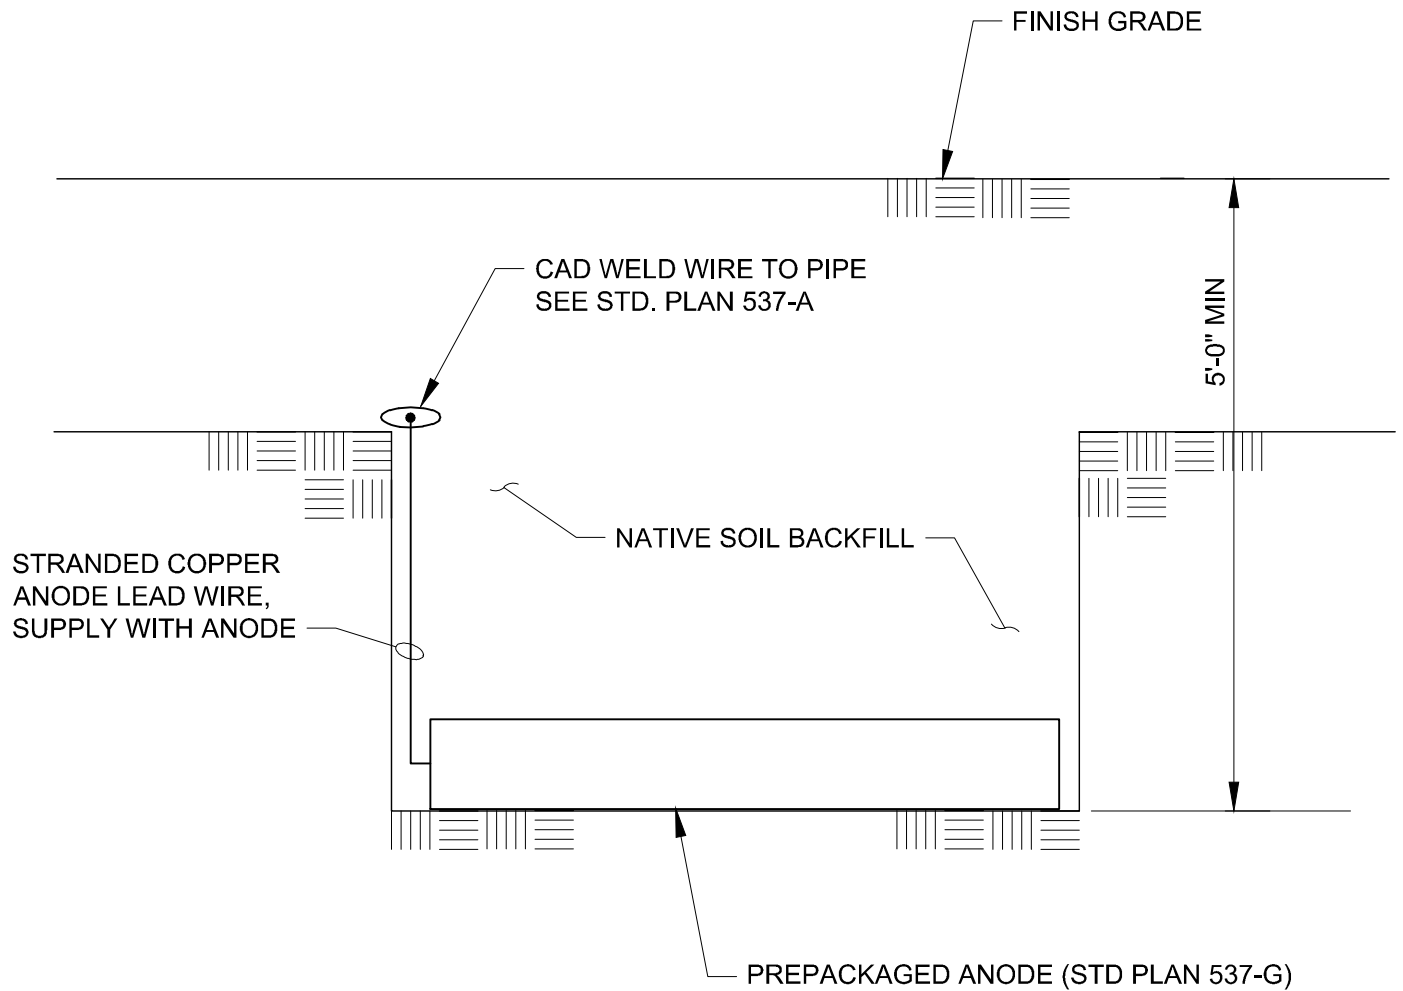 FINISH GRADE
CAD WELD WIRE TO PIPE
SEE STD. PLAN 537-A
5'-0" MIN
NATIVE SOIL BACKFILL
STRANDED COPPER
ANODE LEAD WIRE,
SUPPLY WITH ANODE
PREPACKAGED ANODE (STD PLAN 537-G)